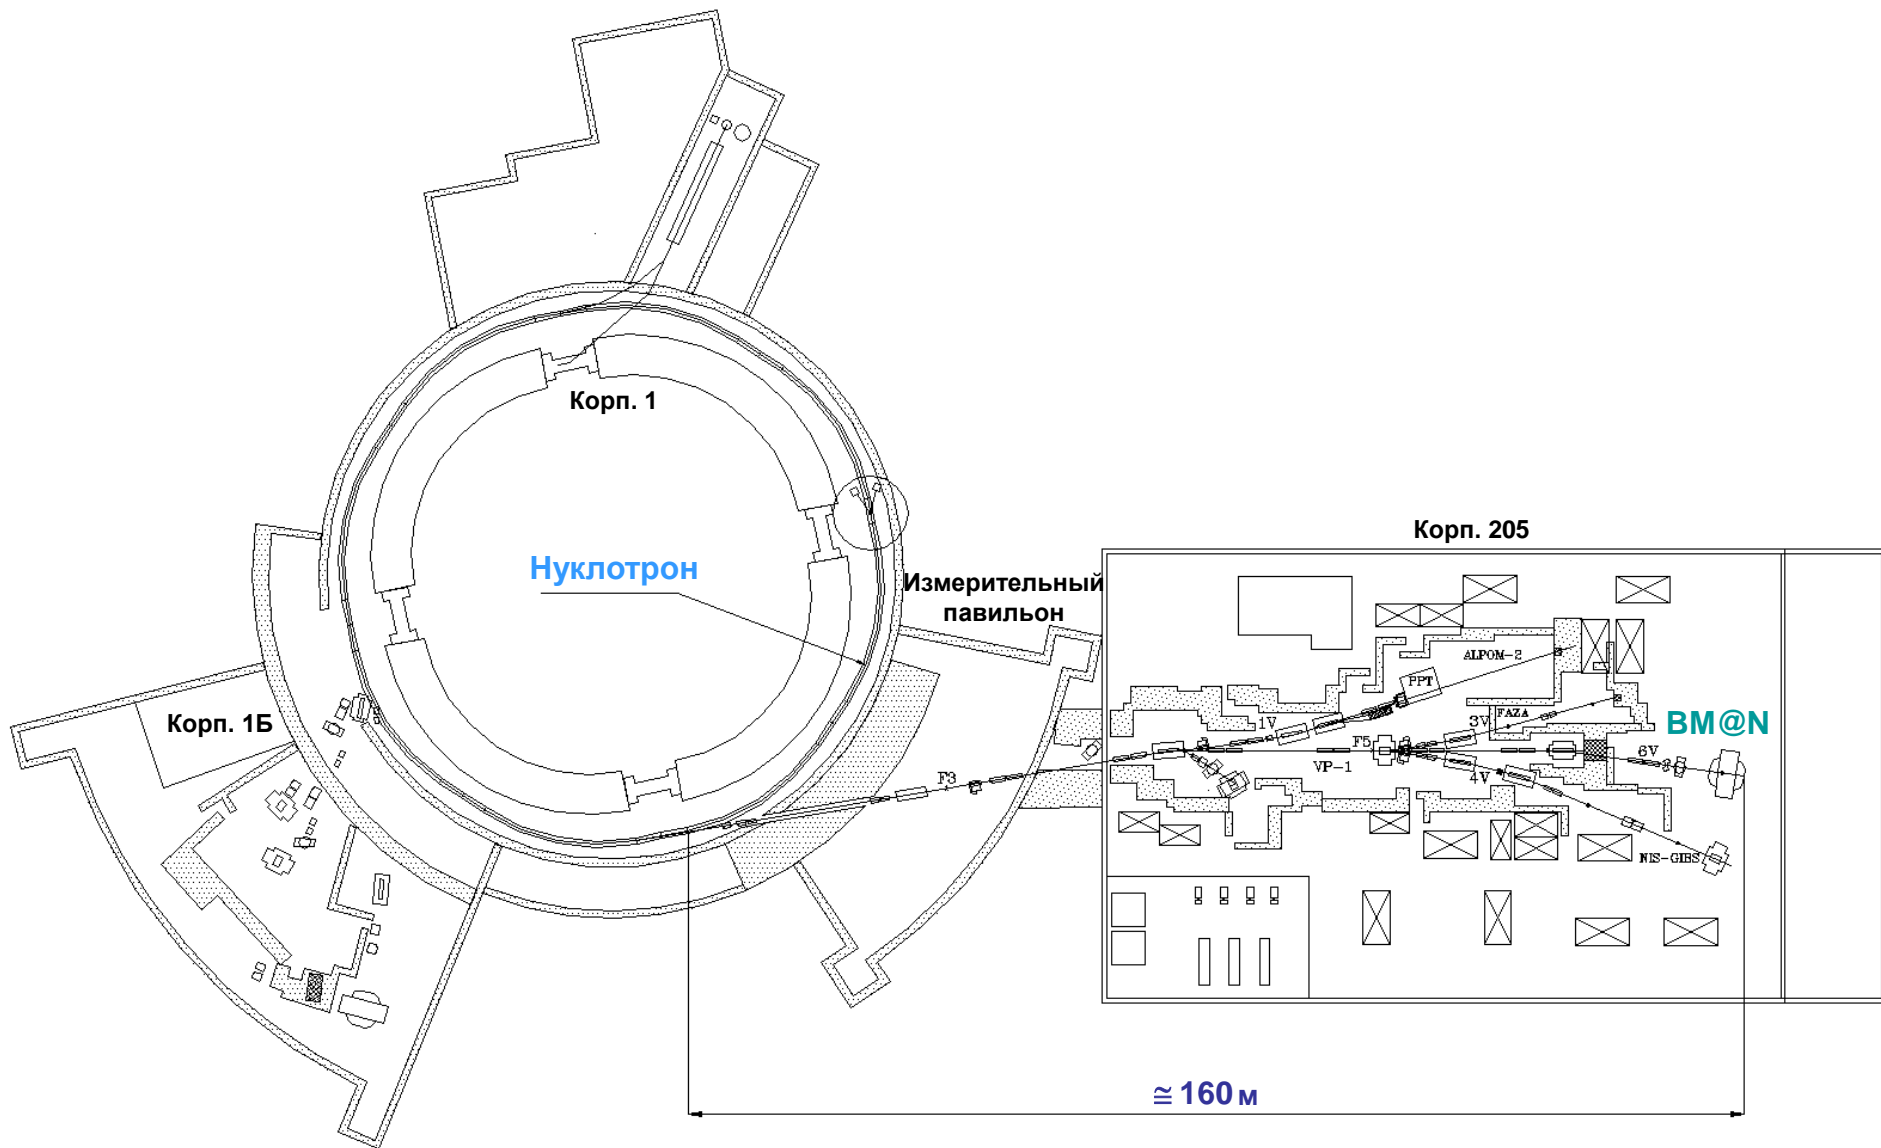 Корп. 1
Корп. 205
Нуклотрон
Измерительный
павильон
ALPOM-2
PPT
Корп. 1Б
1V
3V
FAZA
BM@N
F5
6V
VP-1
4V
F3
NIS-GIBS
≅ 160 м